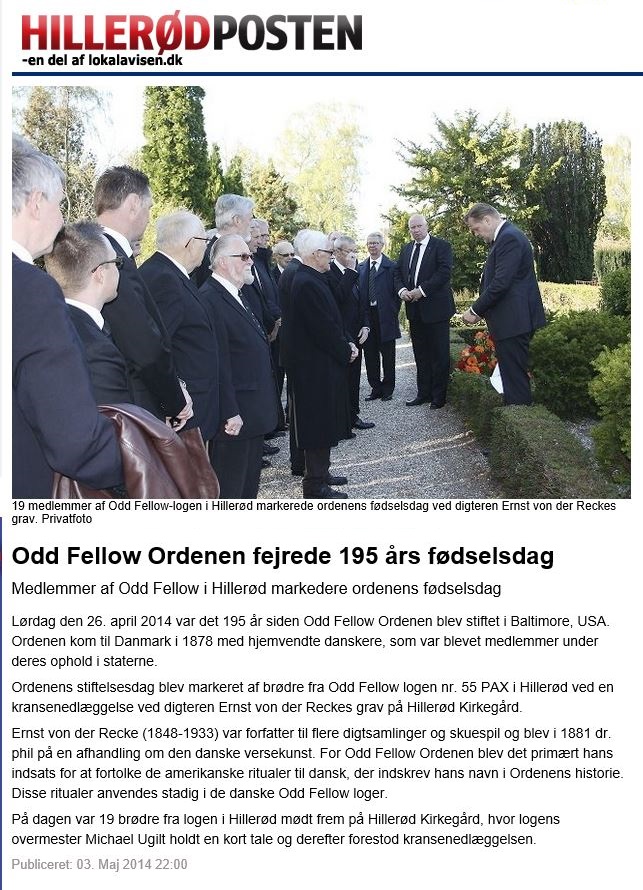 HILLERØDPOSTEN
-en del af lokalavisen.dk
19 medlemmer af Odd Fellow-logen i Hillerød markerede ordenens fødselsdag ved digteren Ernst von der Reckes
grav. Privatfoto
Odd Fellow Ordenen fejrede 195 års fødselsdag
Medlemmer af Odd Fellow i Hillerød markedere ordenens fødselsdag
Lørdag den 26. april 2014 var det 195 år siden Odd Fellow Ordenen blev stiftet i Baltimore, USA.
Ordenen kom til Danmark i 1878 med hjemvendte danskere, som var blevet medlemmer under
deres ophold i staterne.
Ordenens stiftelsesdag blev markeret af brødre fra Odd Fellow logen nr. 55 PAX i Hillerød ved en
kransenedlæggelse ved digteren Ernst von der Reckes grav på Hillerød Kirkegård.
Ernst von der Recke (1848-1933) var forfatter til flere digtsamlinger og skuespil og blev i 1881 dr.
phil på en afhandling om den danske versekunst. For Odd Fellow Ordenen blev det primært hans
indsats for at fortolke de amerikanske ritualer til dansk, der indskrev hans navn i Ordenens historie.
Disse ritualer anvendes stadig i de danske Odd Fellow loger.
På dagen var 19 brødre fra logen i Hillerød mødt frem på Hillerød Kirkegård, hvor logens
overmester Michael Ugilt holdt en kort tale og derefter forestod kransenedlæggelsen.
Publiceret: 03. Maj 2014 22:00